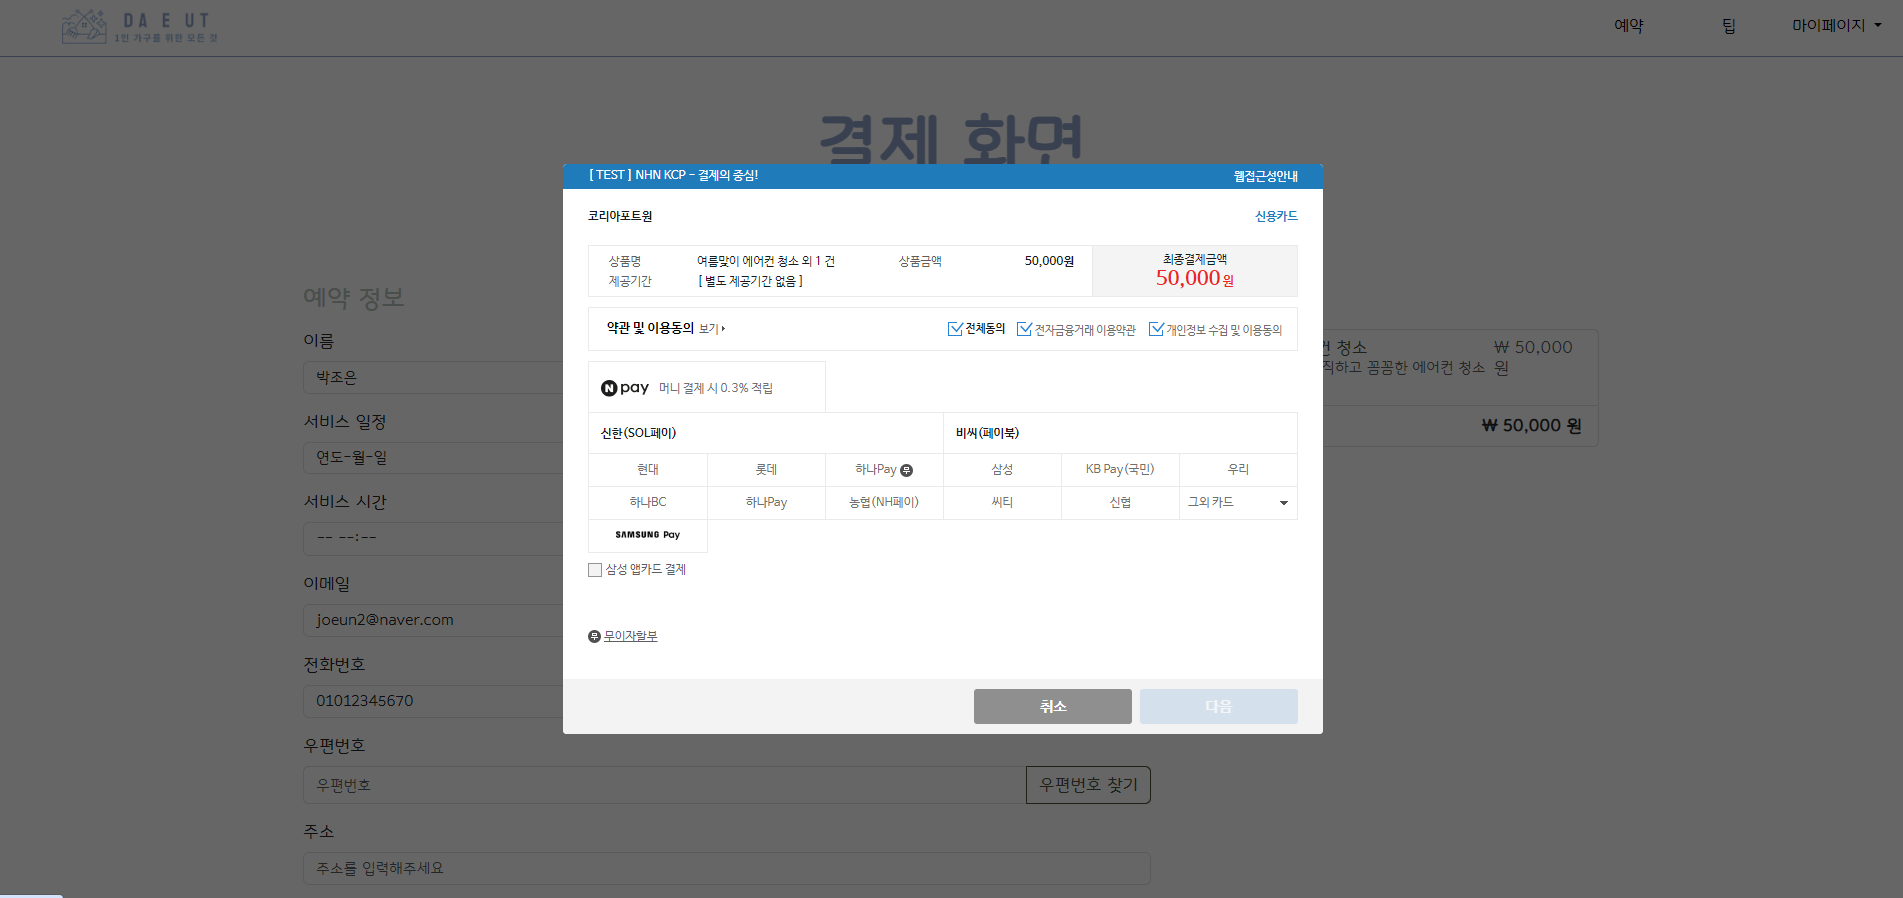 DA E UT
1인 가구를 위한 모든 것
예약
팁
마이페이지
결제 화면
[ TEST ] NHN KCP - 결제의 중심!
웹접근성안내
코리아포트원
신용카드
상품명
여름맞이 에어컨 청소 외 1 건
상품금액
50,000원
제공기간
[ 별도 제공기간 없음 ]
최종결제금액
50,000원
약관 및 이용동의 보기
전체동의
전자금융거래 이용약관
개인정보 수집 및 이용동의
N pay 머니 결제 시 0.3% 적립
신한(SOL페이)
비씨(페이북)
현대
롯데
하나Pay 무
삼성
KB Pay(국민)
우리
하나BC
하나Pay
농협(NH페이)
씨티
신협
그외 카드
SAMSUNG Pay
삼성 앱카드 결제
무 무이자할부
취소
다음
예약 정보
이름
박조은
서비스 일정
연도-월-일
서비스 시간
-- --:--
이메일
joeun2@naver.com
전화번호
01012345670
우편번호
우편번호
우편번호 찾기
주소
주소를 입력해주세요
컨 청소
₩ 50,000 원
직하고 꼼꼼한 에어컨 청소
₩ 50,000 원